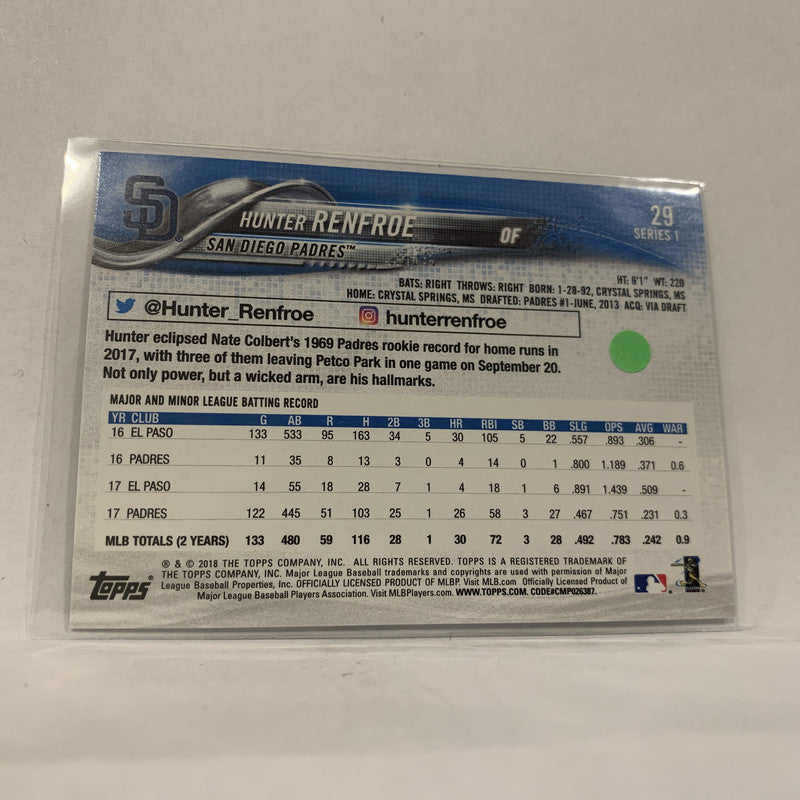 SD
HUNTER RENFROE
OF
29
SERIES 1
SAN DIEGO PADRES™
HT: 6'1" WT: 220
BATS: RIGHT THROWS: RIGHT BORN: 1-28-92, CRYSTAL SPRINGS, MS
HOME: CRYSTAL SPRINGS, MS DRAFTED: PADRES #1-JUNE, 2013 ACQ: VIA DRAFT
@Hunter_Renfroe hunterrenfroe
Hunter eclipsed Nate Colbert's 1969 Padres rookie record for home runs in
2017, with three of them leaving Petco Park in one game on September 20.
Not only power, but a wicked arm, are his hallmarks.
MAJOR AND MINOR LEAGUE BATTING RECORD
YR CLUB G AB R H 2B 3B HR RBI SB BB SLG OPS AVG WAR
16 EL PASO 133 533 95 163 34 5 30 105 5 22 .557 .893 .306 -
16 PADRES 11 35 8 13 3 0 4 14 0 1 .800 1.189 .371 0.6
17 EL PASO 14 55 18 28 7 1 4 18 1 6 .891 1.439 .509 -
17 PADRES 122 445 51 103 25 1 26 58 3 27 .467 .751 .231 0.3
MLB TOTALS (2 YEARS) 133 480 59 116 28 1 30 72 3 28 .492 .783 .242 0.9
® & © 2018 THE TOPPS COMPANY, INC. ALL RIGHTS RESERVED. TOPPS IS A REGISTERED TRADEMARK OF
THE TOPPS COMPANY, INC. Major League Baseball trademarks and copyrights are used with permission of Major
League Baseball Properties, Inc. OFFICIALLY LICENSED PRODUCT OF MLBP. Visit MLB.com Officially Licensed Product of
Major League Baseball Players Association. Visit MLBPlayers.com. WWW.TOPPS.COM. CODE#CMP026387.
TOPPS